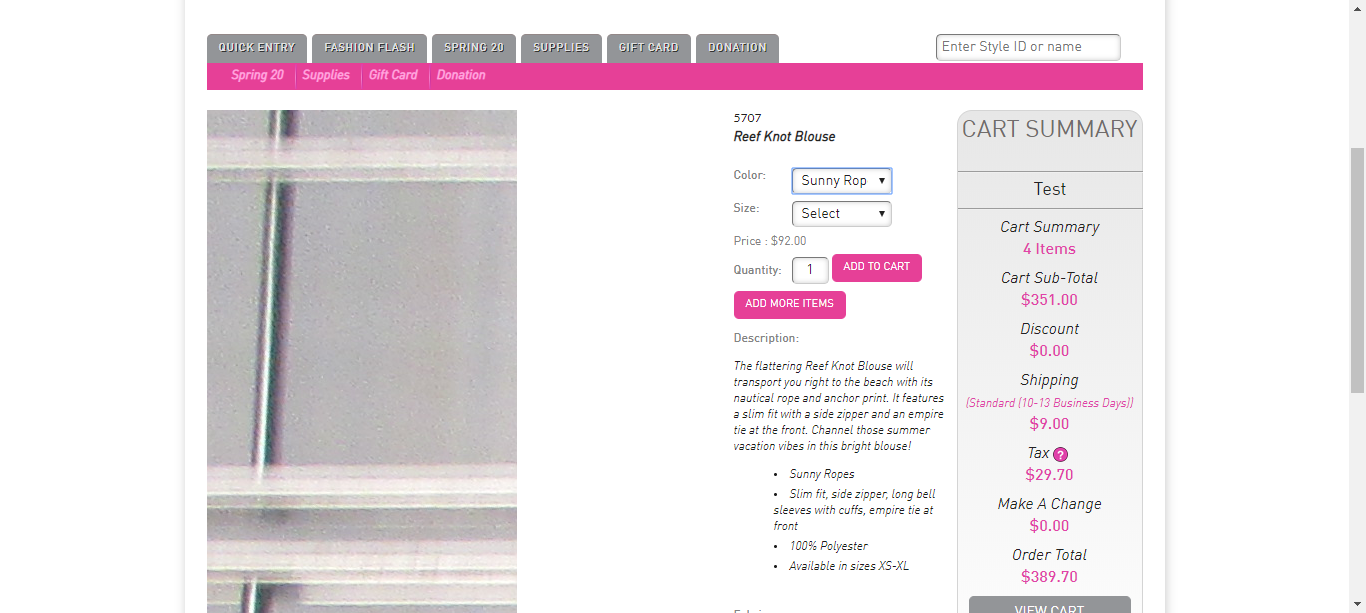 QUICK ENTRY
FASHION FLASH
SPRING 20
SUPPLIES
GIFT CARD
DONATION
Enter Style ID or name
Spring 20
Supplies
Gift Card
Donation
5707
Reef Knot Blouse
Color:
Sunny Rop
Size:
Select
Price : $92.00
Quantity:
1
ADD TO CART
ADD MORE ITEMS
Description:
The flattering Reef Knot Blouse will
transport you right to the beach with its
nautical rope and anchor print. It features
a slim fit with a side zipper and an empire
tie at the front. Channel those summer
vacation vibes in this bright blouse!
• Sunny Ropes
• Slim fit, side zipper, long bell
sleeves with cuffs, empire tie at
front
• 100% Polyester
• Available in sizes XS-XL
CART SUMMARY
Test
Cart Summary
4 Items
Cart Sub-Total
$351.00
Discount
$0.00
Shipping
(Standard (10-13 Business Days))
$9.00
Tax ?
$29.70
Make A Change
$0.00
Order Total
$389.70
VIEW CART